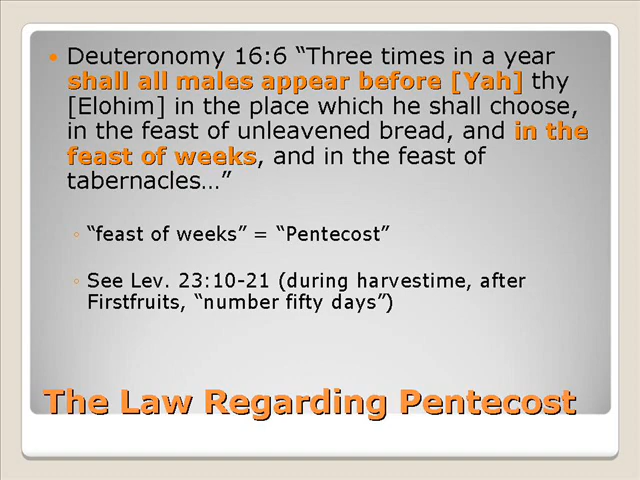 Deuteronomy 16:6 “Three times in a year
shall all males appear before [Yah] thy
[Elohim] in the place which he shall choose,
in the feast of unleavened bread, and in the
feast of weeks, and in the feast of
tabernacles…”
“feast of weeks” = “Pentecost”
See Lev. 23:10-21 (during harvestime, after
Firstfruits, “number fifty days”)
The Law Regarding Pentecost